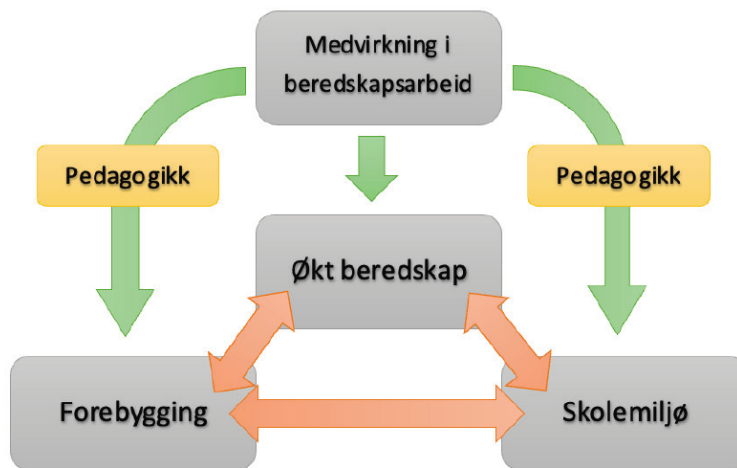 Medvirkning i
beredskapsarbeid
Pedagogikk
Pedagogikk
Økt beredskap
Forebygging
Skolemiljø